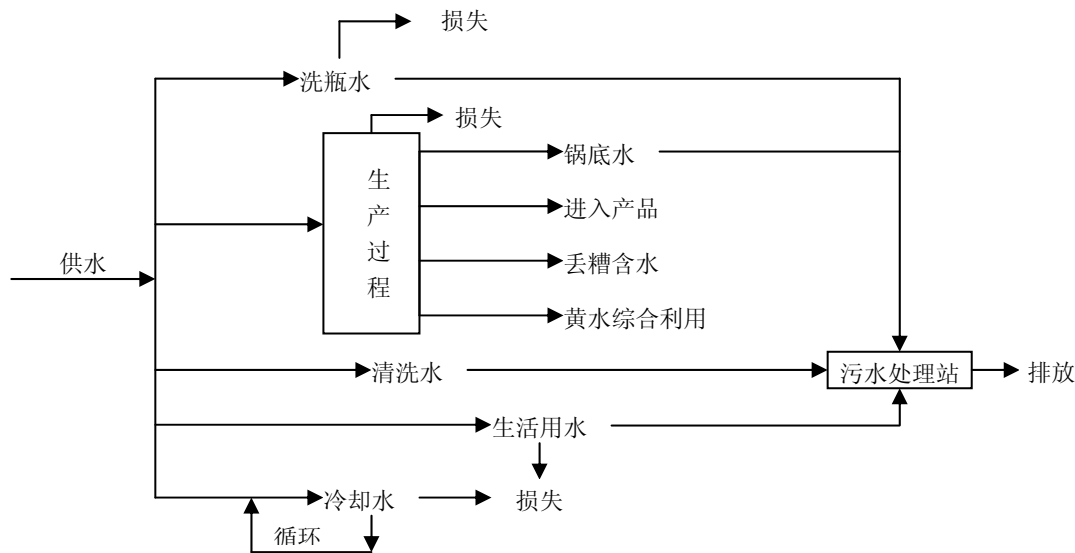 损失
洗瓶水
损失
生产过程
锅底水
进入产品
丢糟含水
供水
黄水综合利用
清洗水
污水处理站
排放
生活用水
冷却水
损失
循环